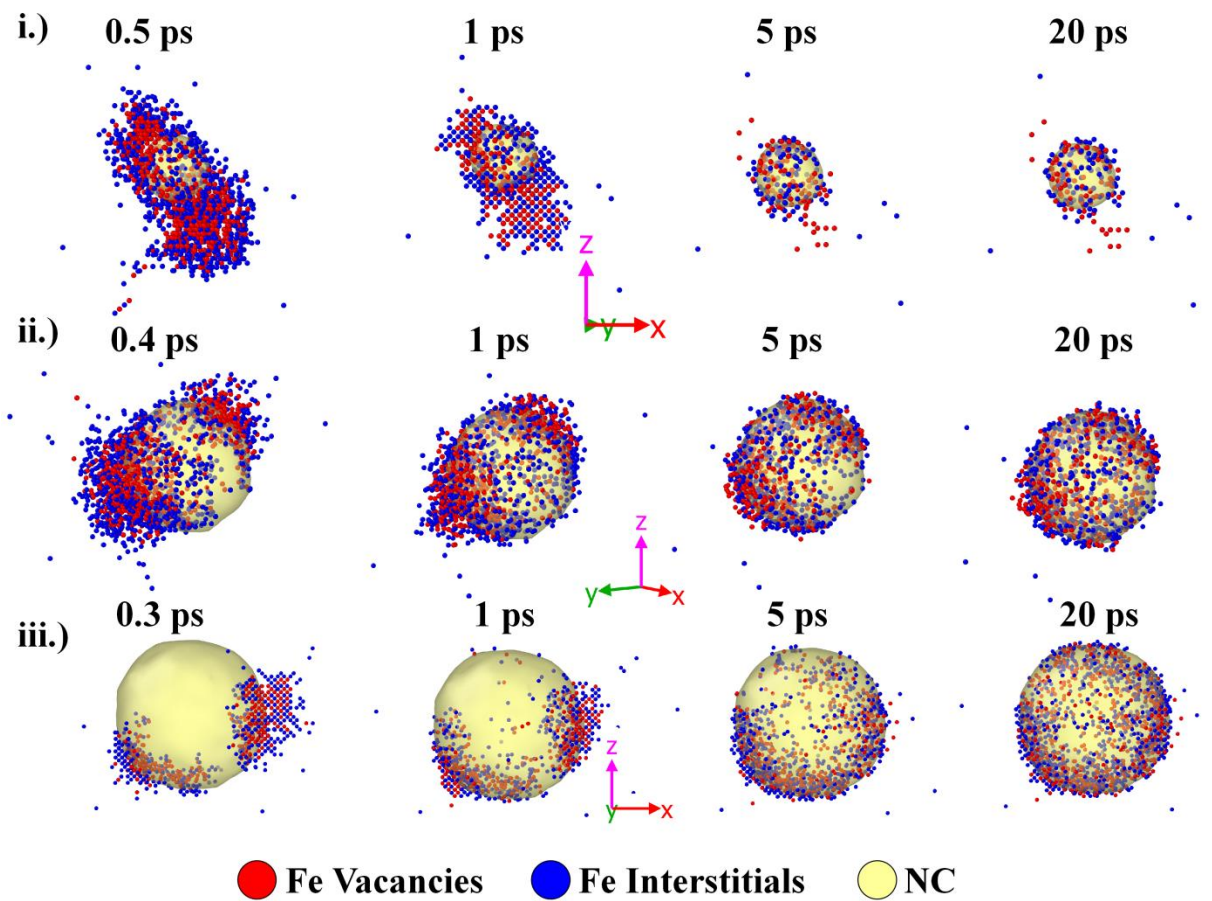 i.) 0.5 ps 1 ps 5 ps 20 ps
z
y x
ii.) 0.4 ps 1 ps 5 ps 20 ps
z
y x
iii.) 0.3 ps 1 ps 5 ps 20 ps
z
y x
Fe Vacancies Fe Interstitials NC